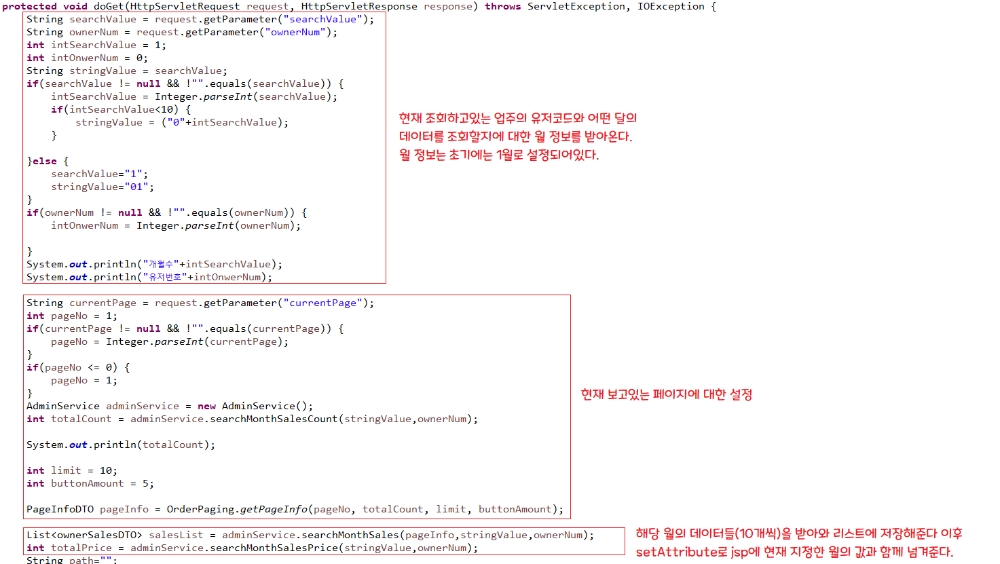 protected void doGet(HttpServletRequest request, HttpServletResponse response) throws ServletException, IOException {
String searchValue = request.getParameter("searchValue");
String ownerNum = request.getParameter("ownerNum");
int intSearchValue = 1;
int intOnwerNum = 0;
String stringValue = searchValue;
if(searchValue != null && !"".equals(searchValue)) {
intSearchValue = Integer.parseInt(searchValue);
if(intSearchValue<10) {
stringValue = ("0"+intSearchValue);
}
}else {
searchValue="1";
stringValue="01";
}
if(ownerNum != null && !"".equals(ownerNum)) {
intOnwerNum = Integer.parseInt(ownerNum);
}
System.out.println("개월수"+intSearchValue);
System.out.println("유저번호"+intOnwerNum);
현재 조회하고있는 업주의 유저코드와 어떤 달의
데이터를 조회할지에 대한 월 정보를 받아온다.
월 정보는 초기에는 1월로 설정되어있다.
String currentPage = request.getParameter("currentPage");
int pageNo = 1;
if(currentPage != null && !"".equals(currentPage)) {
pageNo = Integer.parseInt(currentPage);
}
if(pageNo <= 0) {
pageNo = 1;
}
AdminService adminService = new AdminService();
int totalCount = adminService.searchMonthSalesCount(stringValue,ownerNum);
System.out.println(totalCount);
int limit = 10;
int buttonAmount = 5;
PageInfoDTO pageInfo = OrderPaging.getPageInfo(pageNo, totalCount, limit, buttonAmount);
현재 보고있는 페이지에 대한 설정
List<ownerSalesDTO> salesList = adminService.searchMonthSales(pageInfo,stringValue,ownerNum);
int totalPrice = adminService.searchMonthSalesPrice(stringValue,ownerNum);
해당 월의 데이터들(10개씩)을 받아와 리스트에 저장해준다 이후
setAttribute로 jsp에 현재 지정한 월의 값과 함께 넘겨준다.
String path="";